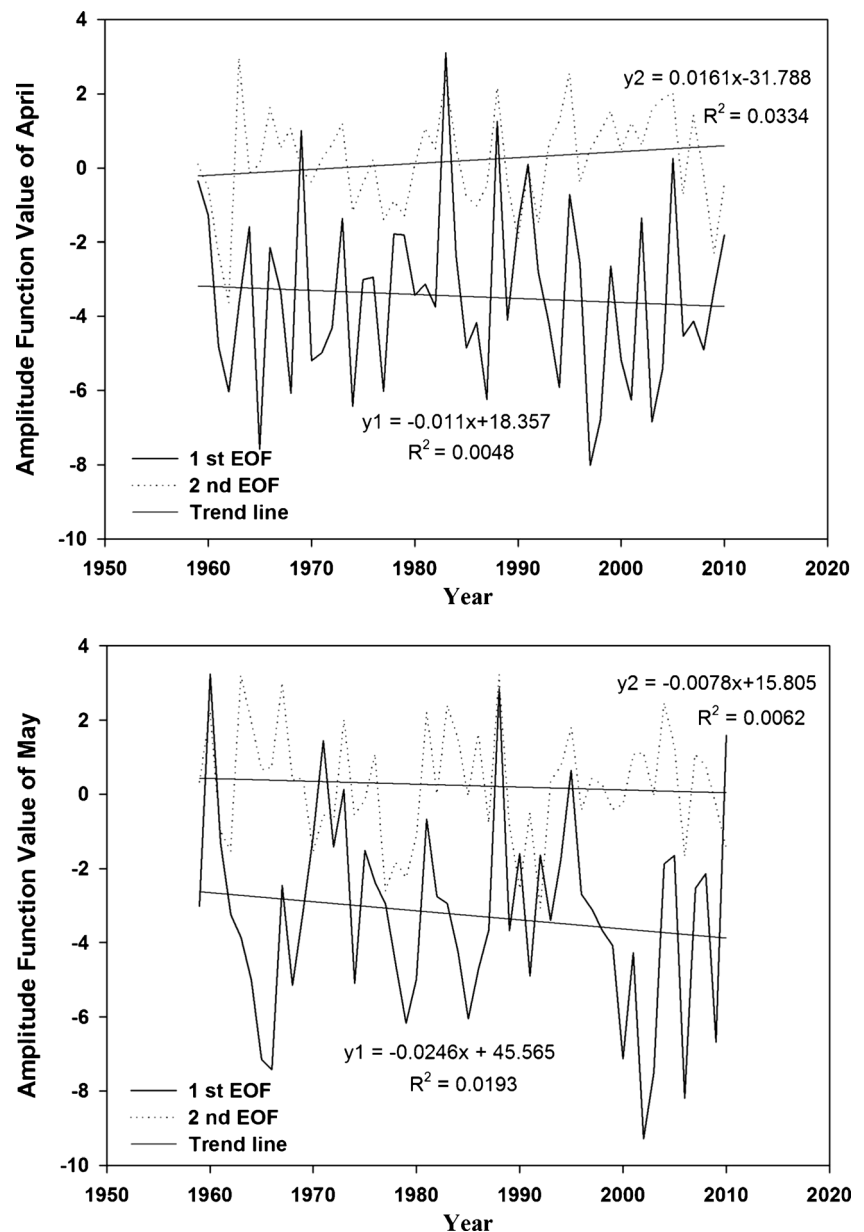 Amplitude Function Value of April
4
2
0
-2
-4
-6
-8
-10
y2 = 0.0161x-31.788
R² = 0.0334
y1 = -0.011x+18.357
R² = 0.0048
1 st EOF
2 nd EOF
Trend line
1950 1960 1970 1980 1990 2000 2010 2020
Year
Amplitude Function Value of May
4
2
0
-2
-4
-6
-8
-10
y2 = -0.0078x+15.805
R² = 0.0062
y1 = -0.0246x + 45.565
R² = 0.0193
1 st EOF
2 nd EOF
Trend line
1950 1960 1970 1980 1990 2000 2010 2020
Year